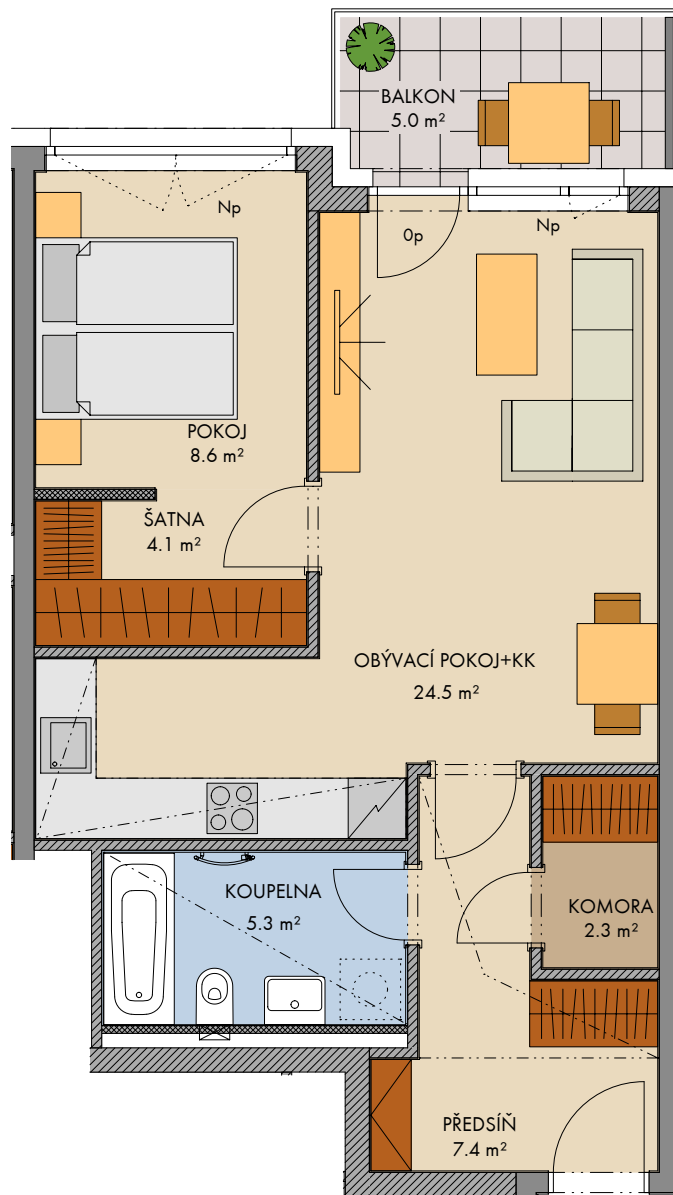 BALKON
5.0 m²
Np
0p
Np
POKOJ
8.6 m²
ŠATNA
4.1 m²
OBÝVACÍ POKOJ+KK
24.5 m²
KOUPELNA
5.3 m²
KOMORA
2.3 m²
PŘEDSÍŇ
7.4 m²